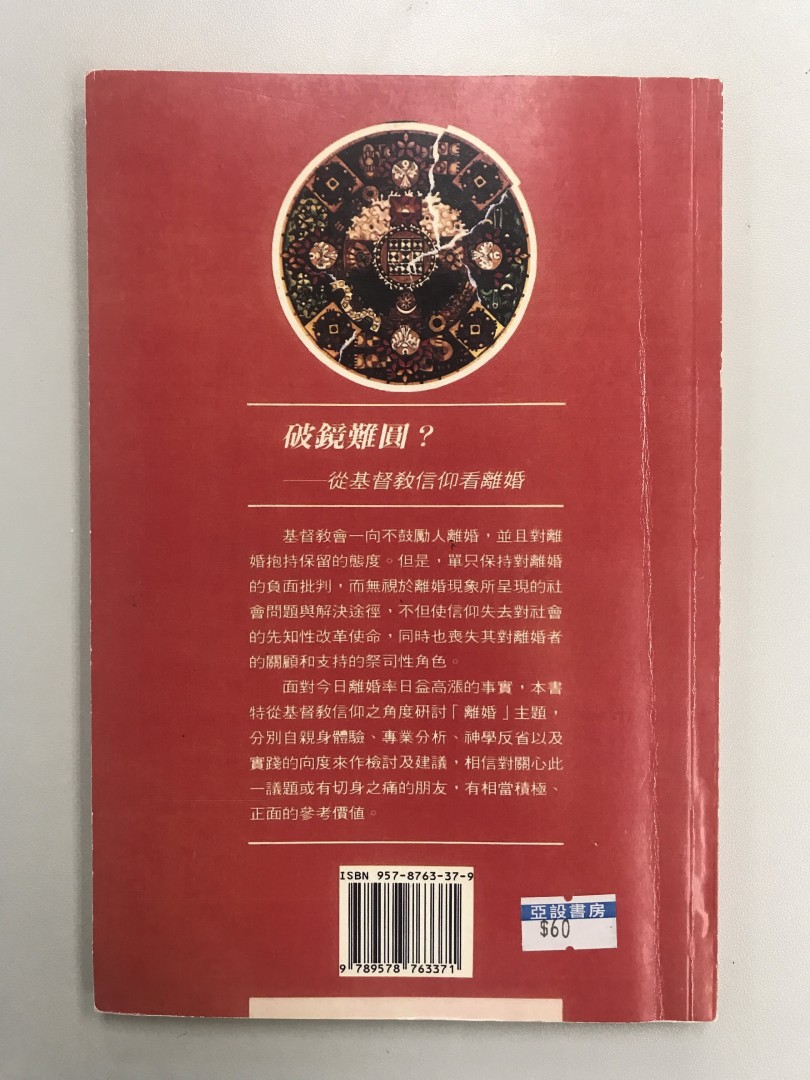 破鏡難圓？
——從基督教信仰看離婚
基督教會一向不鼓勵人離婚，並且對離
婚抱持保留的態度。但是，單只保持對離婚
的負面批判，而無視於離婚現象所呈現的社
會問題與解決途徑，不但使信仰失去對社會
的先知性改革使命，同時也喪失其對離婚者
的關顧和支持的祭司性角色。
面對今日離婚率日益高漲的事實，本書
特從基督教信仰之角度研討「離婚」主題，
分別自親身體驗、專業分析、神學反省以及
實踐的向度來作檢討及建議，相信對關心此
一議題或有切身之痛的朋友，有相當積極、
正面的參考價值。
ISBN 957-8763-37-9
9 789578 763371
亞設書房
$60